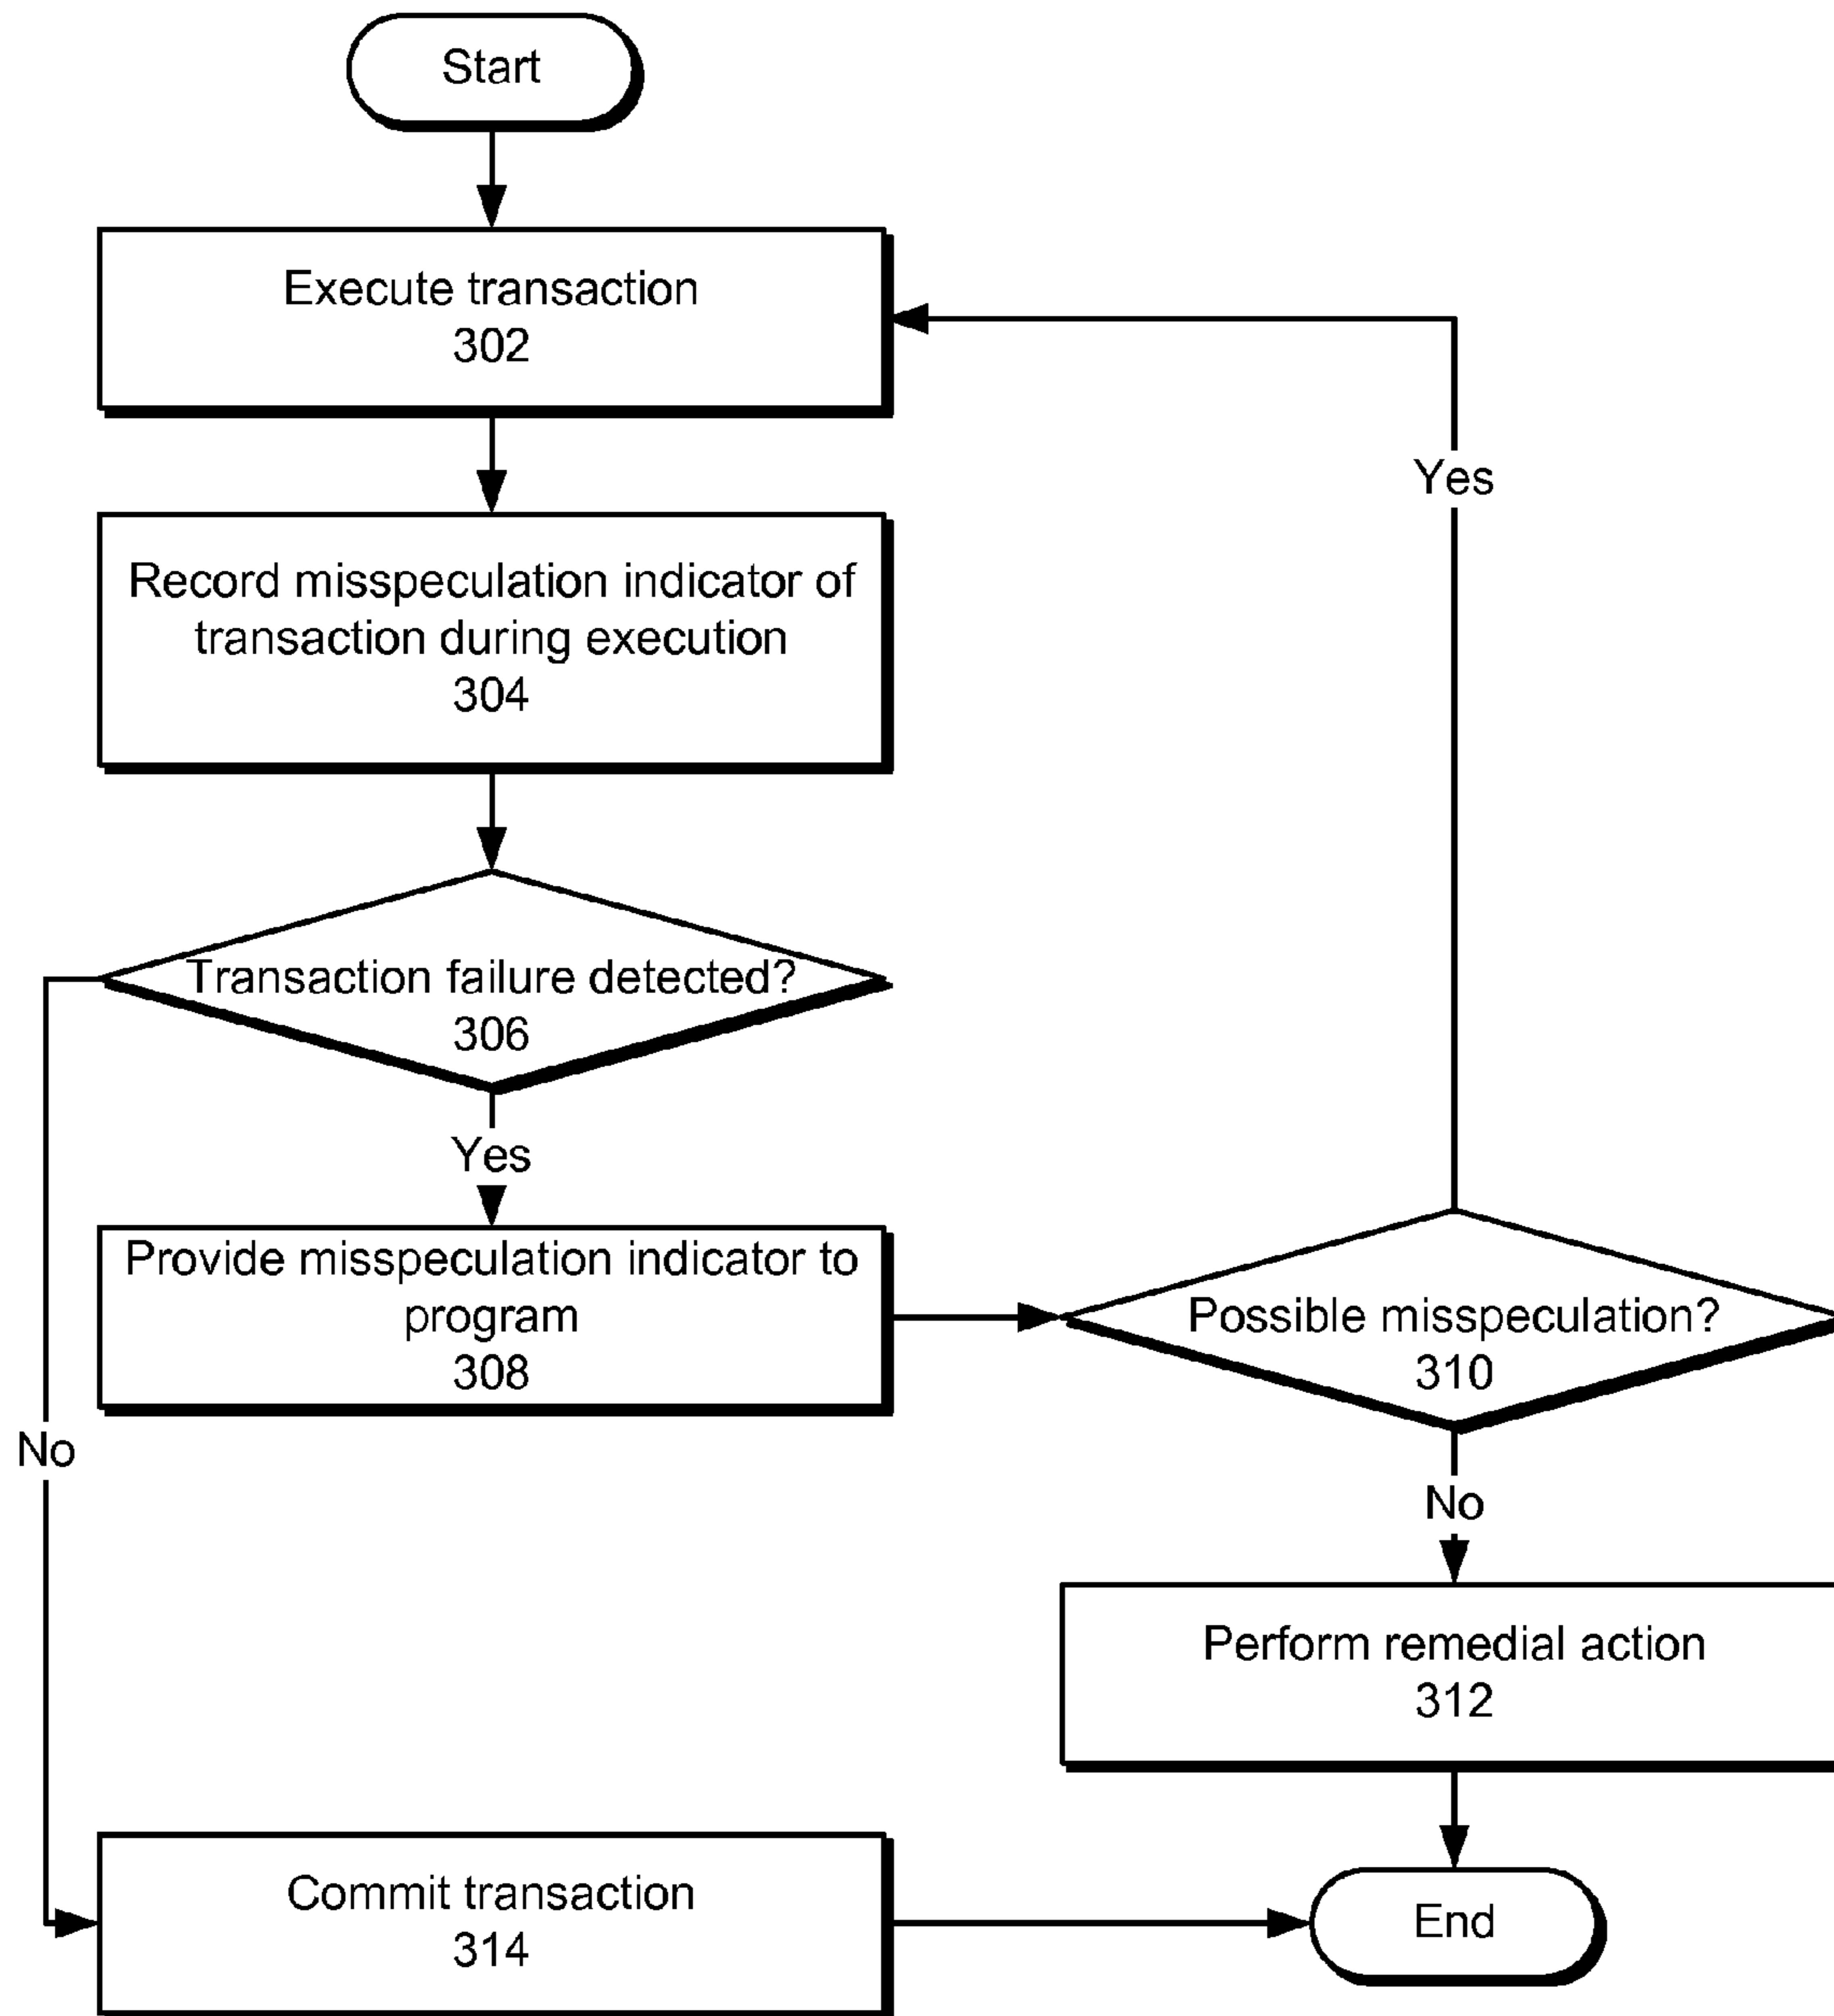 Start
Execute transaction
302
Yes
Record misspeculation indicator of
transaction during execution
304
Transaction failure detected?
306
Yes
Provide misspeculation indicator to
program
308
Possible misspeculation?
310
No
No
Perform remedial action
312
Commit transaction
314
End